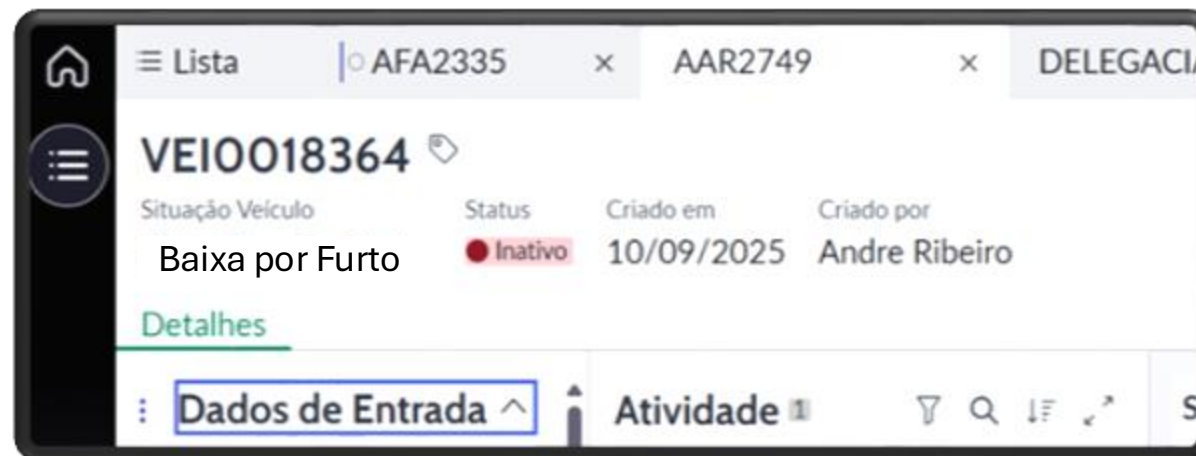 Lista AFA2335 × AAR2749 × DELEGACIA
VEI0018364
Situação Veículo Status Criado em Criado por
Baixa por Furto Inativo 10/09/2025 Andre Ribeiro
Detalhes
Dados de Entrada Atividade 1 S